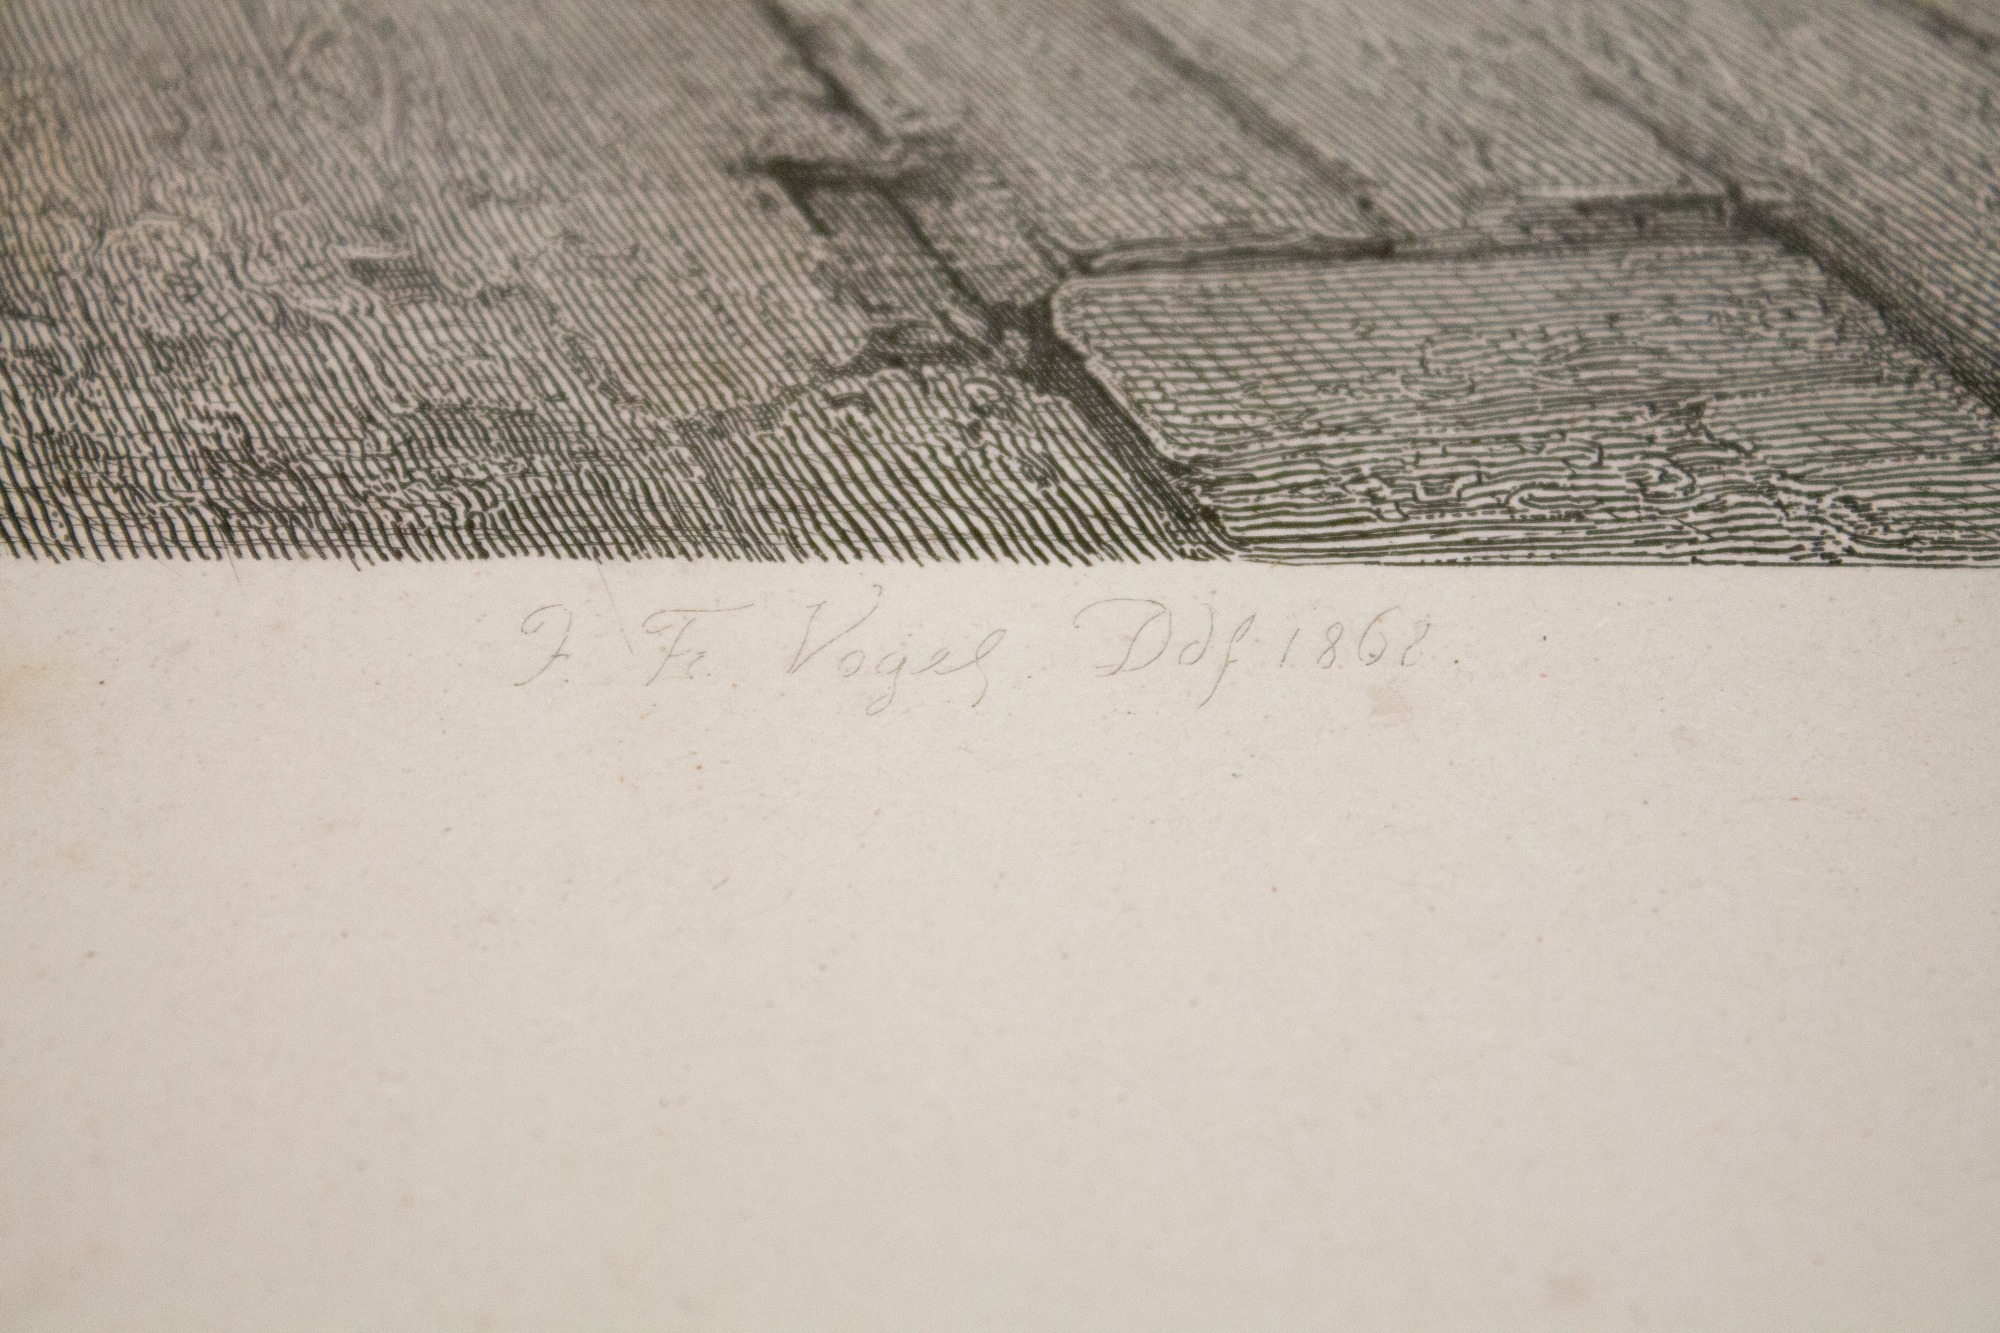 J. Fr. Vogel. Ddf 1868.